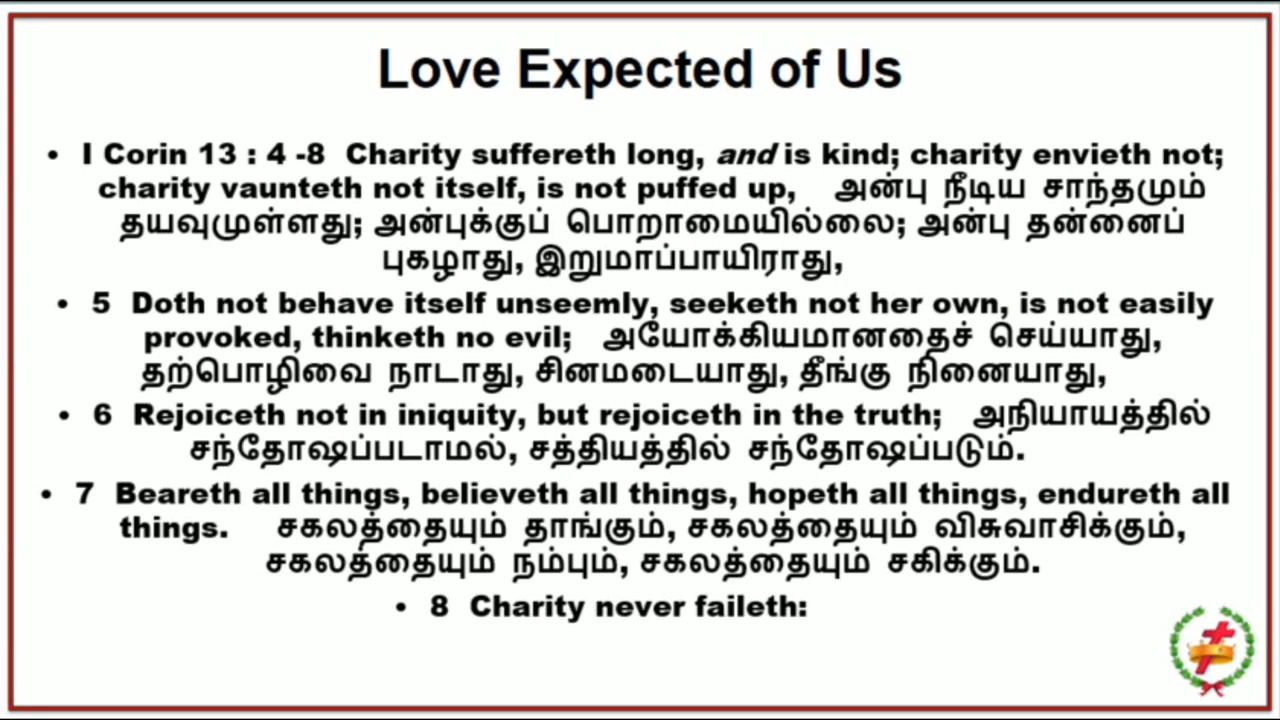 Love Expected of Us
• I Corin 13 : 4 -8 Charity suffereth long, and is kind; charity envieth not;
charity vaunteth not itself, is not puffed up, அன்பு நீடிய சாந்தமும்
தயவுமுள்ளது; அன்புக்குப் பொறாமையில்லை; அன்பு தன்னைப்
புகழாது, இறுமாப்பாயிராது,
• 5 Doth not behave itself unseemly, seeketh not her own, is not easily
provoked, thinketh no evil; அயோக்கியமானதைச் செய்யாது,
தற்பொழிவை நாடாது, சினமடையாது, தீங்கு நினையாது,
• 6 Rejoiceth not in iniquity, but rejoiceth in the truth; அநியாயத்தில்
சந்தோஷப்படாமல், சத்தியத்தில் சந்தோஷப்படும்.
• 7 Beareth all things, believeth all things, hopeth all things, endureth all
things. சகலத்தையும் தாங்கும், சகலத்தையும் விசுவாசிக்கும்,
சகலத்தையும் நம்பும், சகலத்தையும் சகிக்கும்.
• 8 Charity never faileth: